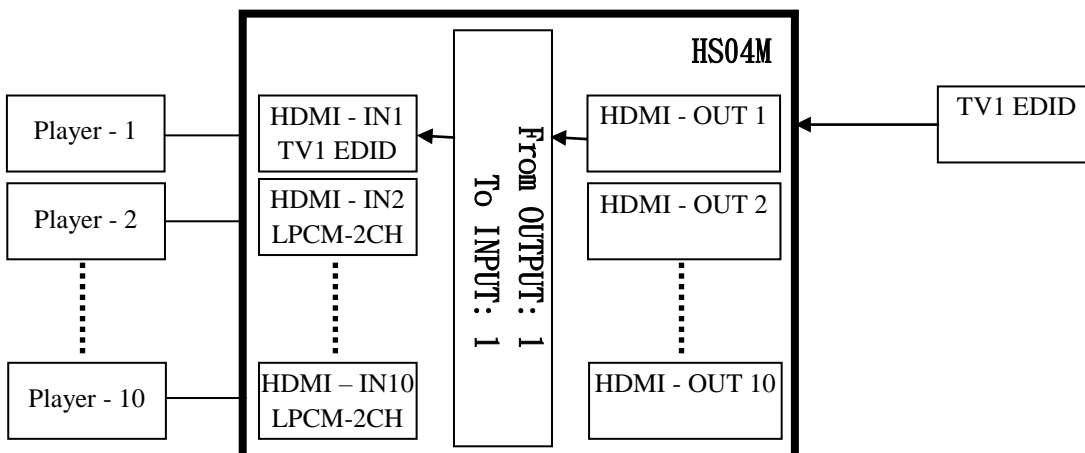 HS04M
Player - 1
HDMI - IN1
TV1 EDID
From OUTPUT: 1
To INPUT: 1
HDMI - OUT 1
TV1 EDID
Player - 2
HDMI - IN2
LPCM-2CH
HDMI - OUT 2
Player - 10
HDMI – IN10
LPCM-2CH
HDMI - OUT 10